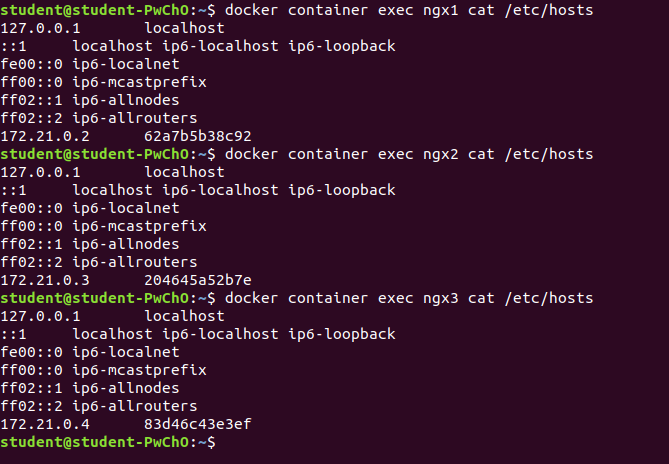 student@student-PwChO:~$ docker container exec ngx1 cat /etc/hosts
127.0.0.1       localhost
::1     localhost ip6-localhost ip6-loopback
fe00::0 ip6-localnet
ff00::0 ip6-mcastprefix
ff02::1 ip6-allnodes
ff02::2 ip6-allrouters
172.21.0.2      62a7b5b38c92
student@student-PwChO:~$ docker container exec ngx2 cat /etc/hosts
127.0.0.1       localhost
::1     localhost ip6-localhost ip6-loopback
fe00::0 ip6-localnet
ff00::0 ip6-mcastprefix
ff02::1 ip6-allnodes
ff02::2 ip6-allrouters
172.21.0.3      204645a52b7e
student@student-PwChO:~$ docker container exec ngx3 cat /etc/hosts
127.0.0.1       localhost
::1     localhost ip6-localhost ip6-loopback
fe00::0 ip6-localnet
ff00::0 ip6-mcastprefix
ff02::1 ip6-allnodes
ff02::2 ip6-allrouters
172.21.0.4      83d46c43e3ef
student@student-PwChO:~$